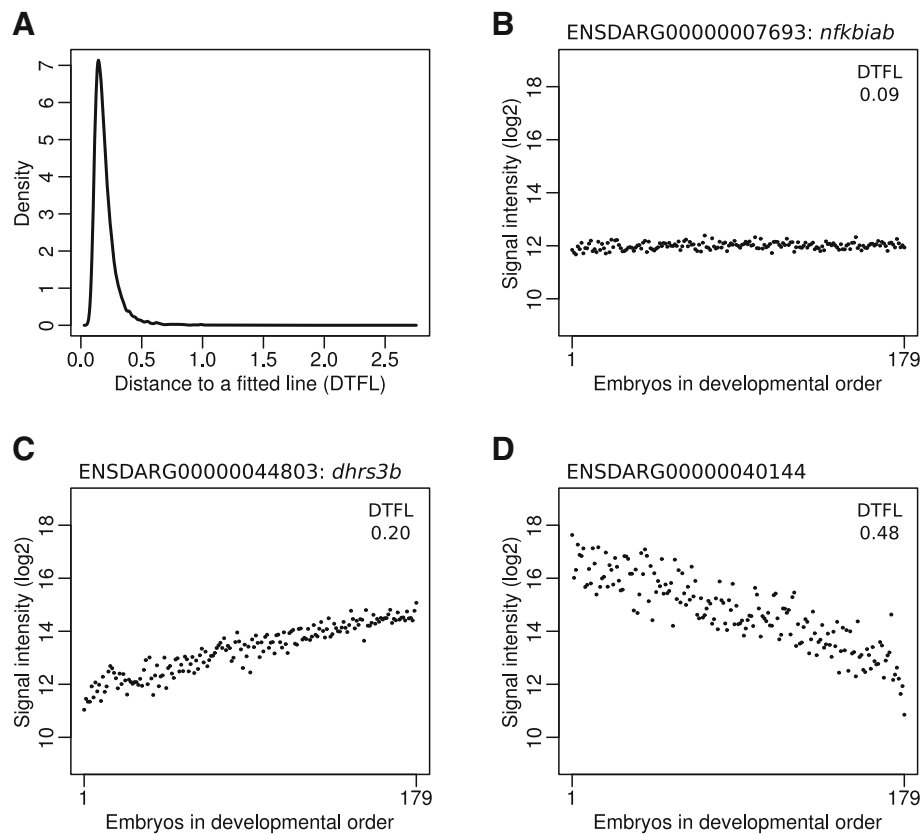 A
Density
7
6
5
4
3
2
1
0
0.0 0.5 1.0 1.5 2.0 2.5
Distance to a fitted line (DTFL)
B
ENSDARG00000007693: nfkbiab
DTFL
0.09
Signal intensity (log2)
18
16
14
12
10
1 179
Embryos in developmental order
C
ENSDARG00000044803: dhrs3b
DTFL
0.20
Signal intensity (log2)
18
16
14
12
10
1 179
Embryos in developmental order
D
ENSDARG00000040144
DTFL
0.48
Signal intensity (log2)
18
16
14
12
10
1 179
Embryos in developmental order